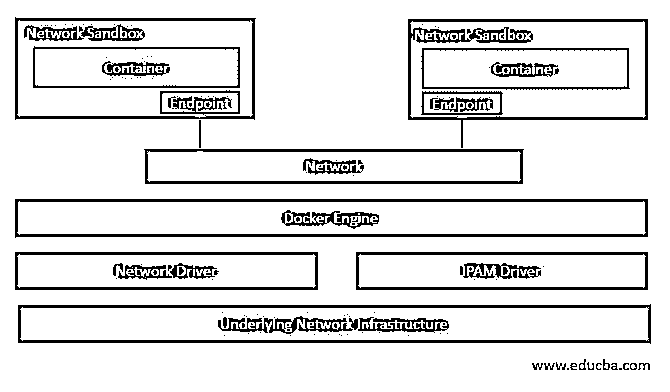 Network Sandbox
Container
Endpoint
Network Sandbox
Container
Endpoint
Network
Docker Engine
Network Driver
IPAM Driver
Underlying Network Infrastructure
www.educba.com